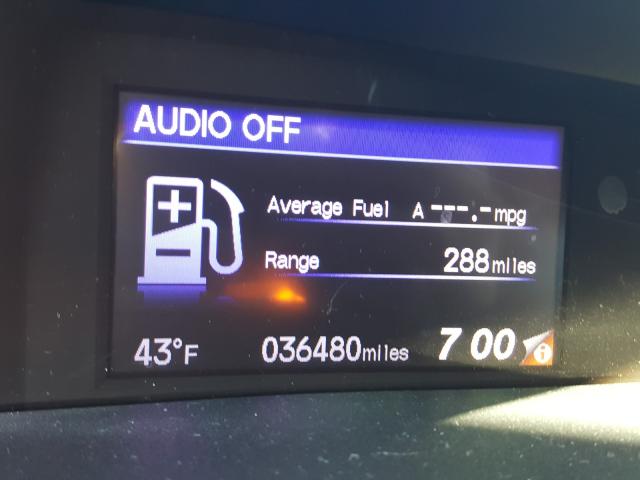 AUDIO OFF
Average Fuel A ---.- mpg
Range 288 miles
43°F 036480 miles 7 00 i